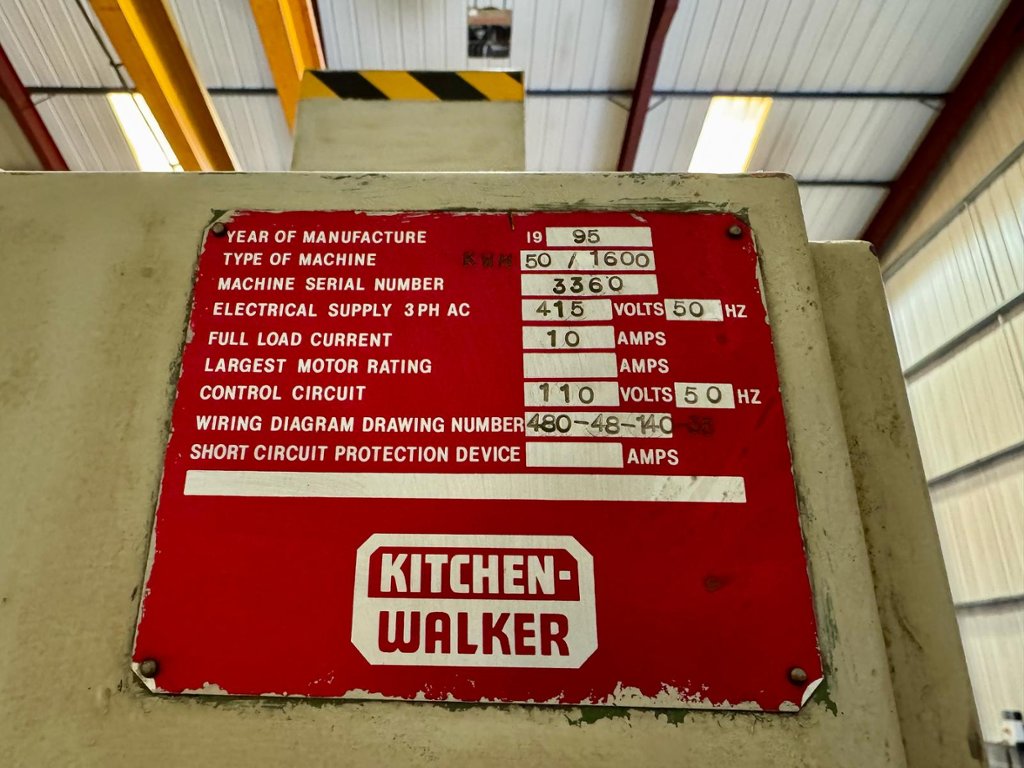 YEAR OF MANUFACTURE 19 95
TYPE OF MACHINE 50 / 1600
MACHINE SERIAL NUMBER 3360
ELECTRICAL SUPPLY 3 PH AC 415 VOLTS 50 HZ
FULL LOAD CURRENT 10 AMPS
LARGEST MOTOR RATING AMPS
CONTROL CIRCUIT 110 VOLTS 50 HZ
WIRING DIAGRAM DRAWING NUMBER 480-48-140
SHORT CIRCUIT PROTECTION DEVICE AMPS
KITCHEN-
WALKER